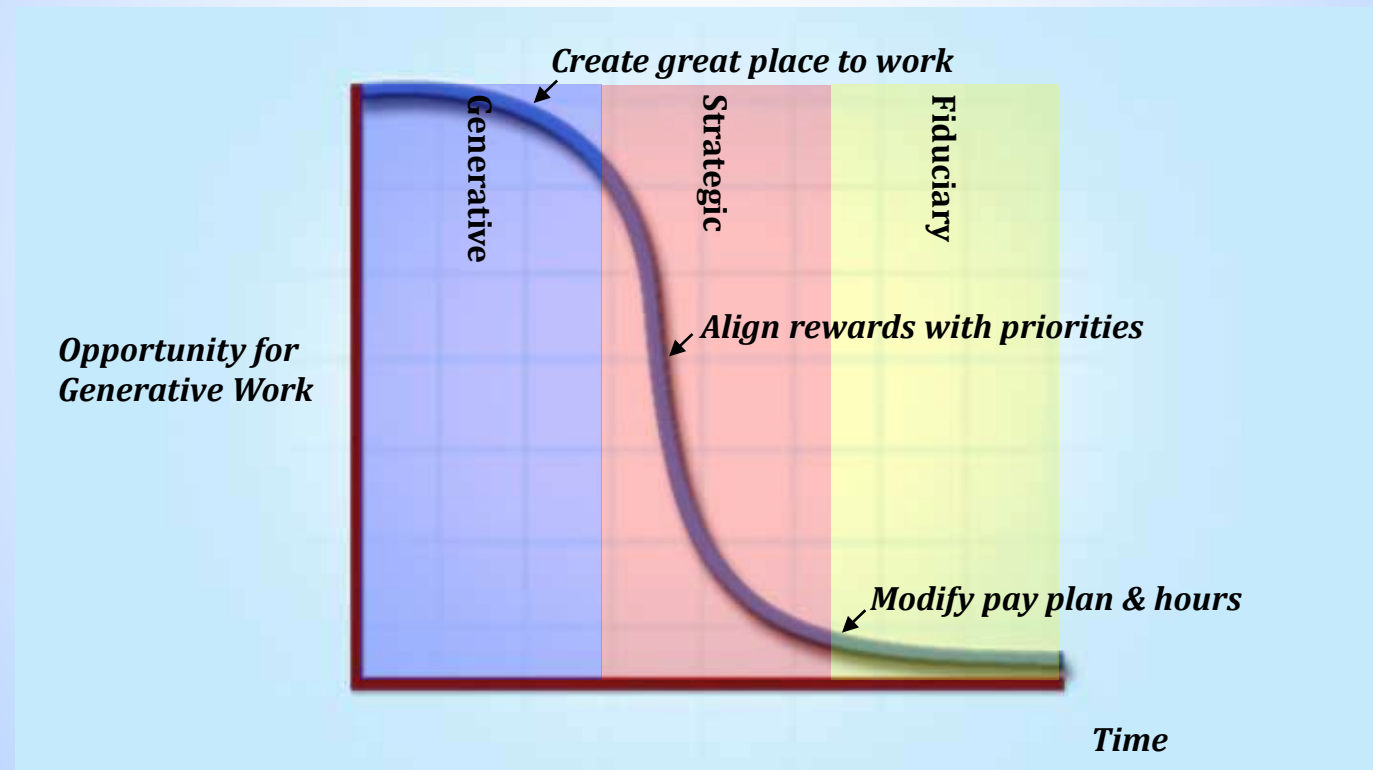 Create great place to work
Generative
Strategic
Fiduciary
Align rewards with priorities
Opportunity for
Generative Work
Modify pay plan & hours
Time